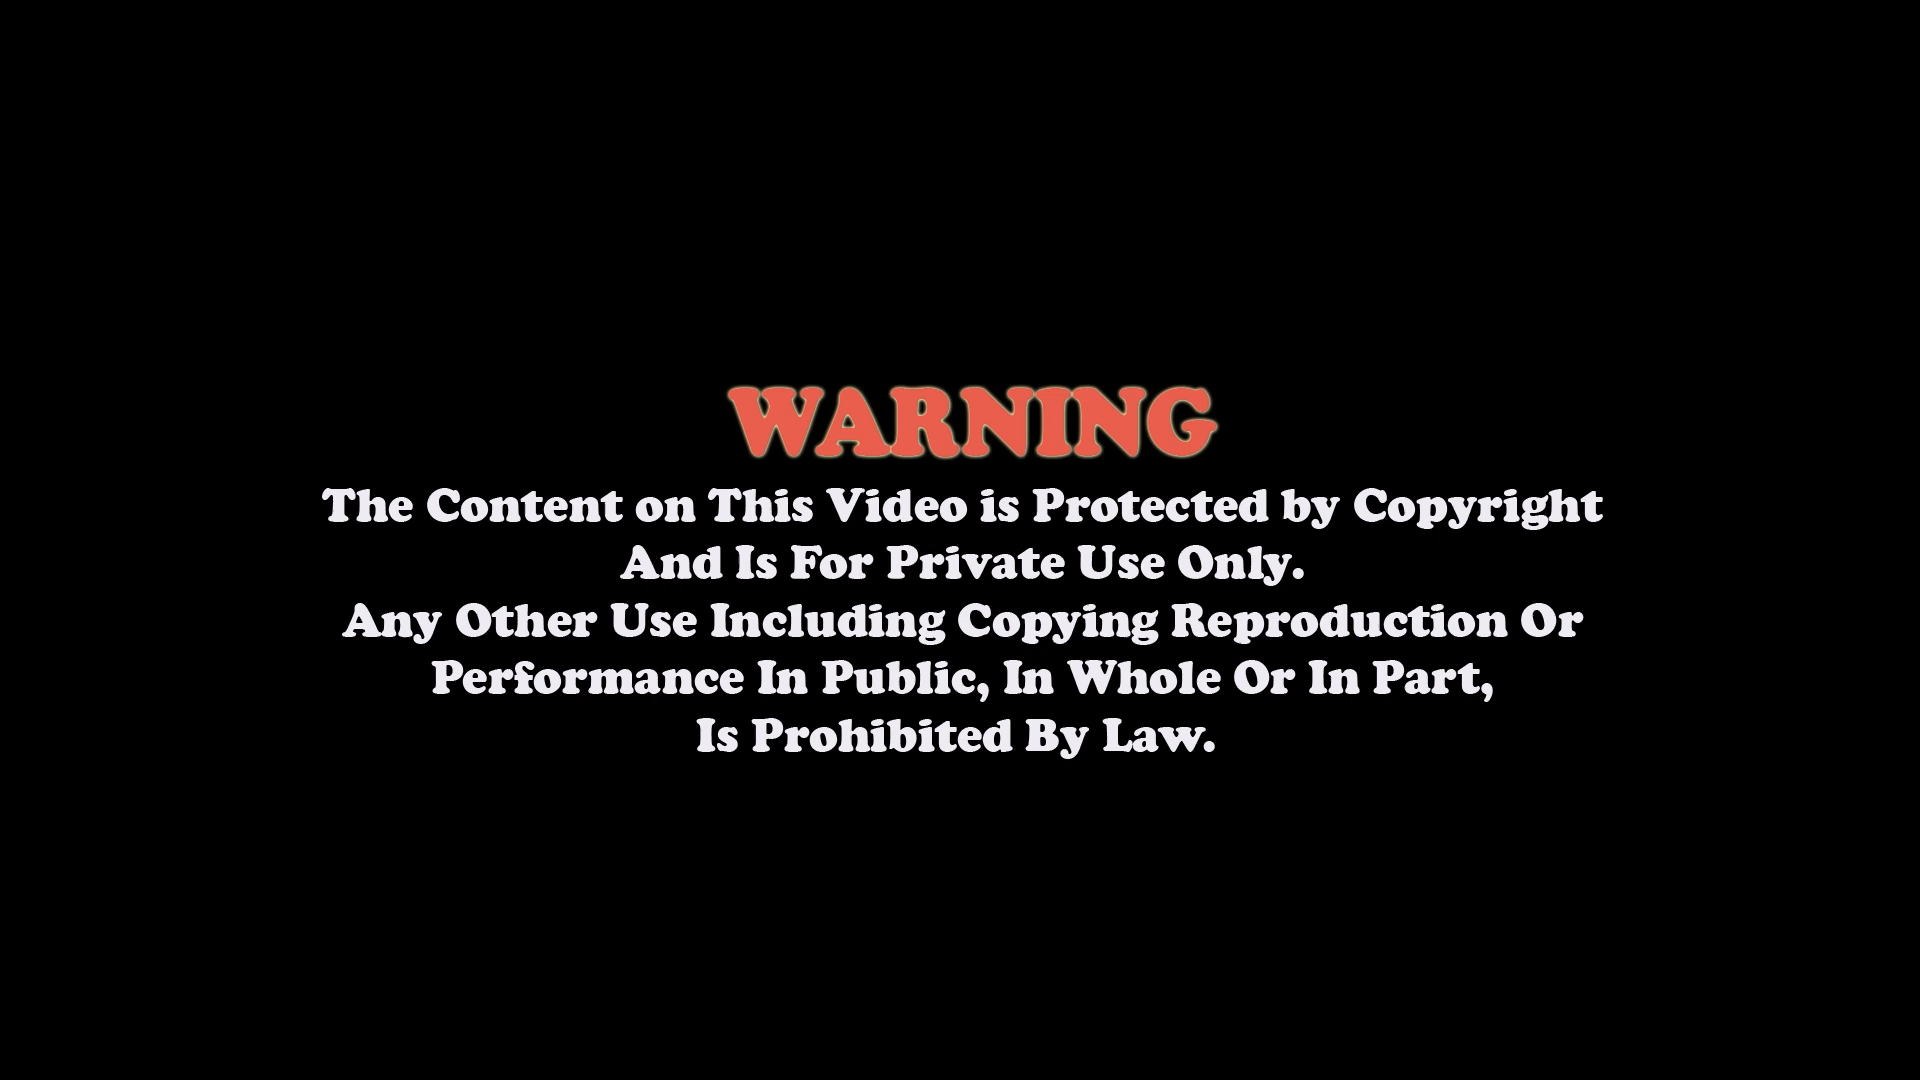 WARNING
The Content on This Video is Protected by Copyright
And Is For Private Use Only.
Any Other Use Including Copying Reproduction Or
Performance In Public, In Whole Or In Part,
Is Prohibited By Law.